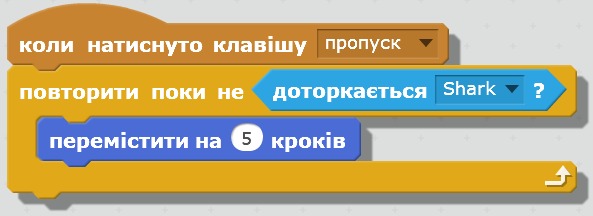 коли натиснуто клавішу пропуск
повторити поки не доторкається Shark ?
перемістити на 5 кроків